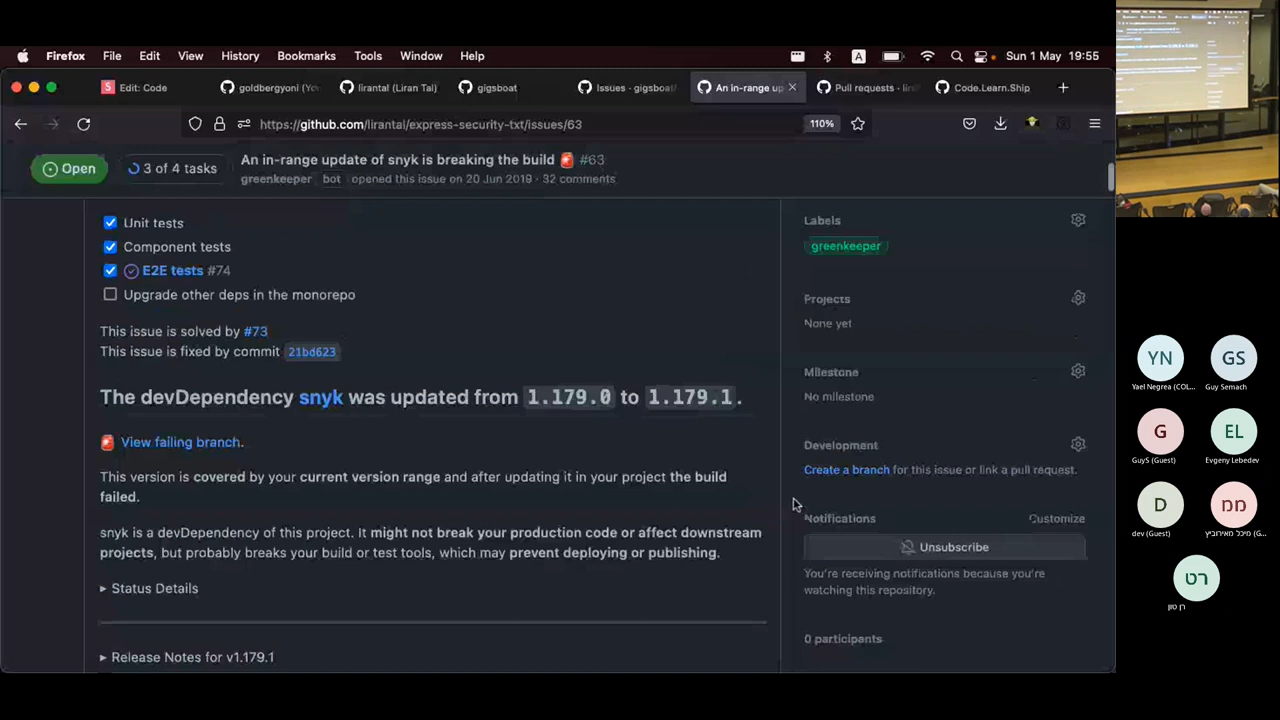 Firefox File Edit View History Bookmarks Tools Window Help
A Sun 1 May 19:55
Edit: Code
goldbergyoni (Yo
lirantal (Liran Tal)
gigsboat
Issues · gigsboat/
An in-range up
Pull requests · lira
Code.Learn.Ship
https://github.com/lirantal/express-security-txt/issues/63
110%
Open
3 of 4 tasks
An in-range update of snyk is breaking the build 🚨 #63
greenkeeper bot opened this issue on 20 Jun 2019 · 32 comments
Unit tests
Component tests
E2E tests #74
Upgrade other deps in the monorepo
This issue is solved by #73
This issue is fixed by commit 21bd623
The devDependency snyk was updated from 1.179.0 to 1.179.1.
🚨 View failing branch.
This version is covered by your current version range and after updating it in your project the build
failed.
snyk is a devDependency of this project. It might not break your production code or affect downstream
projects, but probably breaks your build or test tools, which may prevent deploying or publishing.
▸ Status Details
▸ Release Notes for v1.179.1
Labels
greenkeeper
Projects
None yet
Milestone
No milestone
Development
Create a branch for this issue or link a pull request.
Notifications
Customize
Unsubscribe
You're receiving notifications because you're
watching this repository.
0 participants
YN
Yael Negrea (COL...
GS
Guy Semach
G
GuyS (Guest)
EL
Evgeny Lebedev
D
dev (Guest)
ממ
מיכל מאירוביץ (G...
רט
רן טון